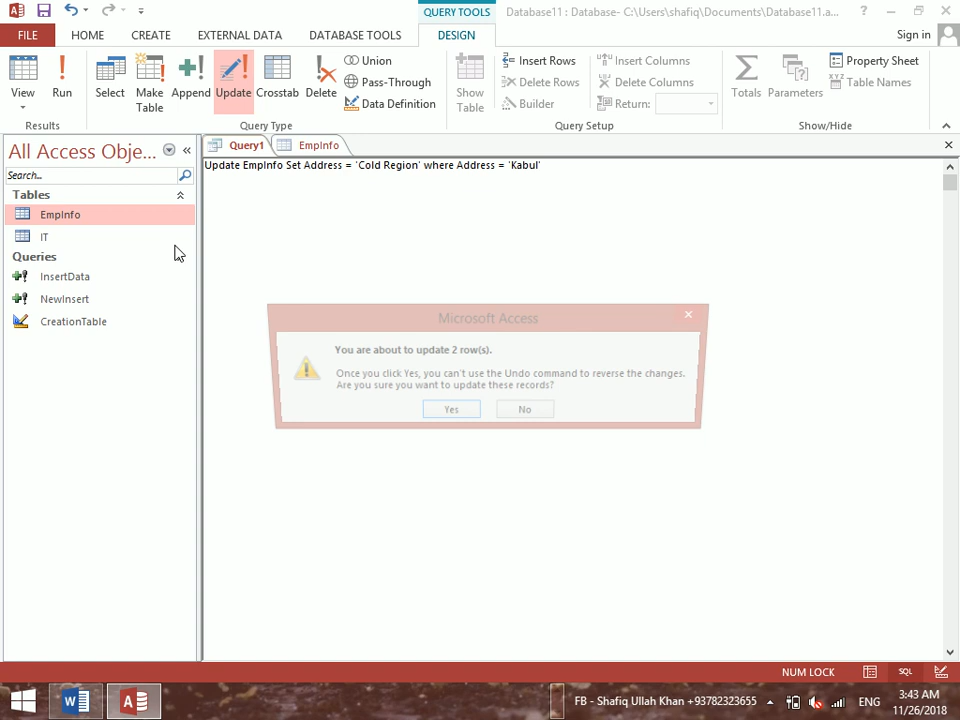 QUERY TOOLS
Database11 : Database- C:\Users\shafiq\Documents\Database11.a...
?
FILE
HOME
CREATE
EXTERNAL DATA
DATABASE TOOLS
DESIGN
Sign in
View
Run
Select
Make Table
Append
Update
Crosstab
Delete
Union
Pass-Through
Data Definition
Show Table
Insert Rows
Delete Rows
Builder
Insert Columns
Delete Columns
Return:
Totals
Parameters
Property Sheet
Table Names
Results
Query Type
Query Setup
Show/Hide
All Access Obje...
Search...
Tables
EmpInfo
IT
Queries
InsertData
NewInsert
CreationTable
Query1
EmpInfo
Update EmpInfo Set Address = 'Cold Region' where Address = 'Kabul'
Microsoft Access
You are about to update 2 row(s).
Once you click Yes, you can't use the Undo command to reverse the changes.
Are you sure you want to update these records?
Yes
No
NUM LOCK
SQL
FB - Shafiq Ullah Khan +93782323655
ENG
3:43 AM
11/26/2018